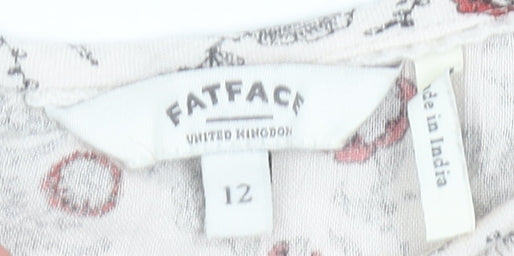 FATFACE
UNITED KINGDOM
12
de in India